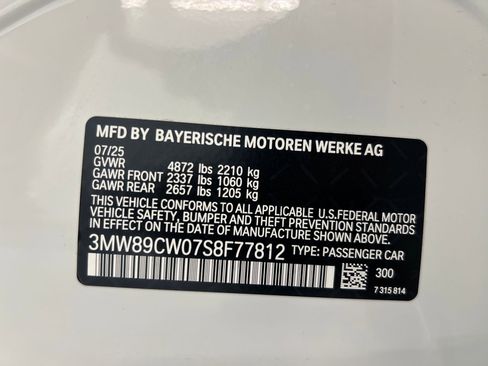 MFD BY BAYERISCHE MOTOREN WERKE AG
07/25
GVWR 4872 lbs 2210 kg
GAWR FRONT 2337 lbs 1060 kg
GAWR REAR 2657 lbs 1205 kg
THIS VEHICLE CONFORMS TO ALL APPLICABLE U.S.FEDERAL MOTOR
VEHICLE SAFETY, BUMPER, AND THEFT PREVENTION STANDARDS
IN EFFECT ON THE DATE OF MANUFACTURE SHOWN ABOVE.
3MW89CW07S8F77812 TYPE: PASSENGER CAR
300
7 315 814